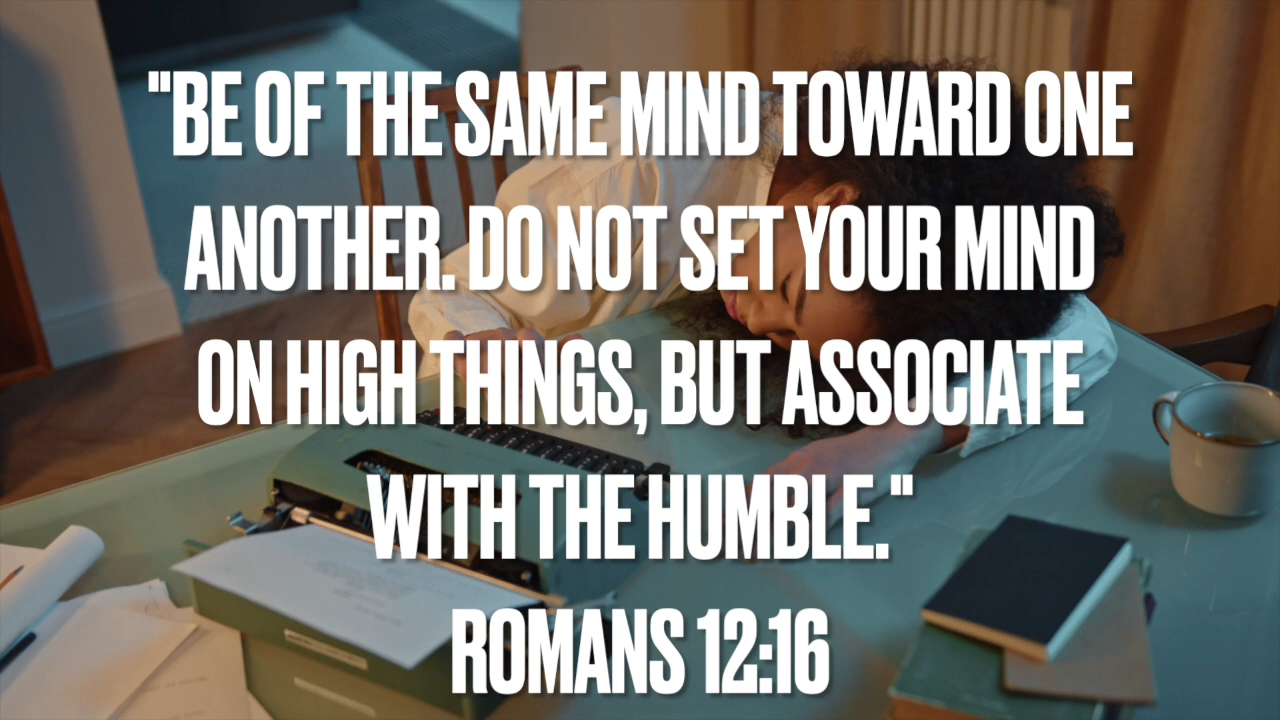 "BE OF THE SAME MIND TOWARD ONE
ANOTHER. DO NOT SET YOUR MIND
ON HIGH THINGS, BUT ASSOCIATE
WITH THE HUMBLE."
ROMANS 12:16